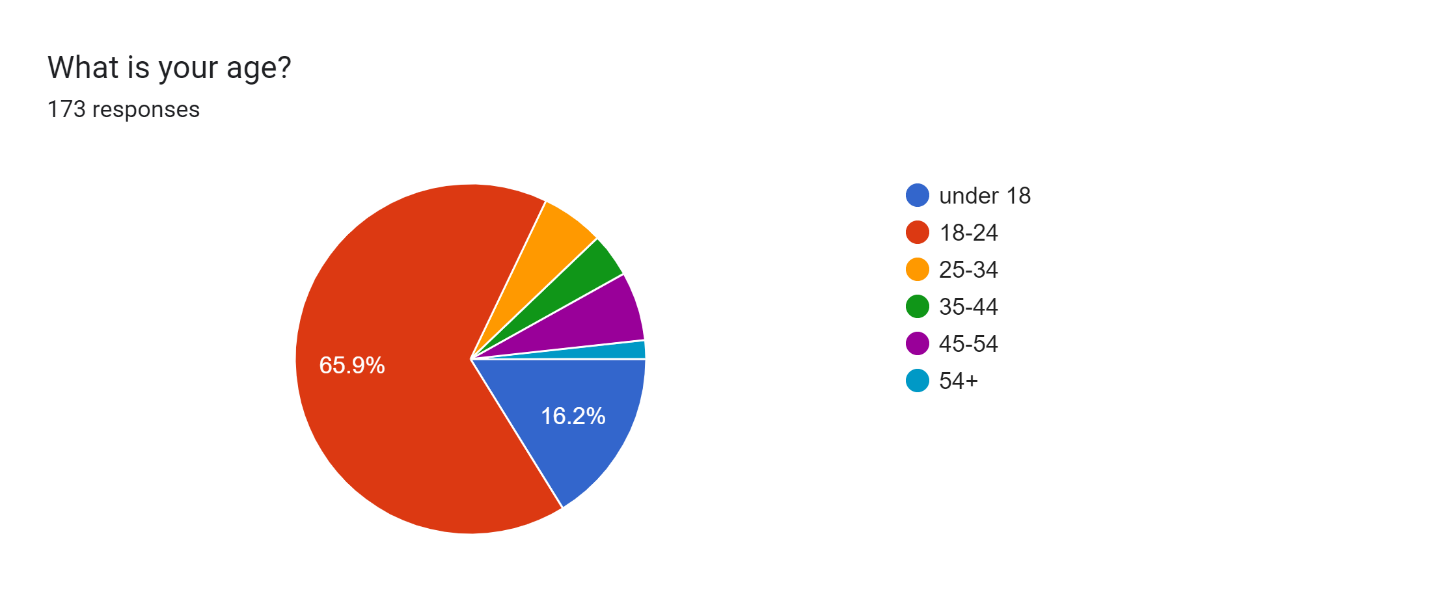 What is your age?
173 responses
65.9%
16.2%
under 18
18-24
25-34
35-44
45-54
54+